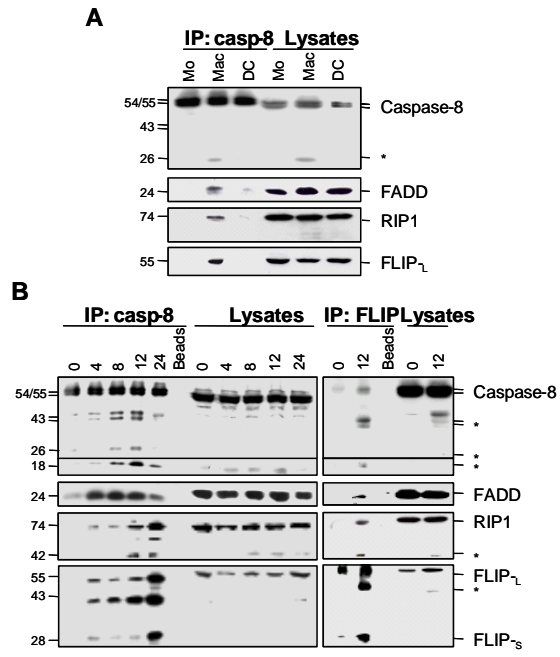 A
IP: casp-8 Lysates
Mo Mac DC Mo Mac DC
54/55 Caspase-8
43
26 *
24 FADD
74 RIP1
55 FLIP-L
B
IP: casp-8 Lysates IP: FLIP Lysates
0 4 8 12 24 Beads 0 4 8 12 24 0 12 Beads 0 12
54/55 Caspase-8
43 *
26 *
18 *
24 FADD
74 RIP1
42 *
55 FLIP-L
43 *
28 FLIP-S